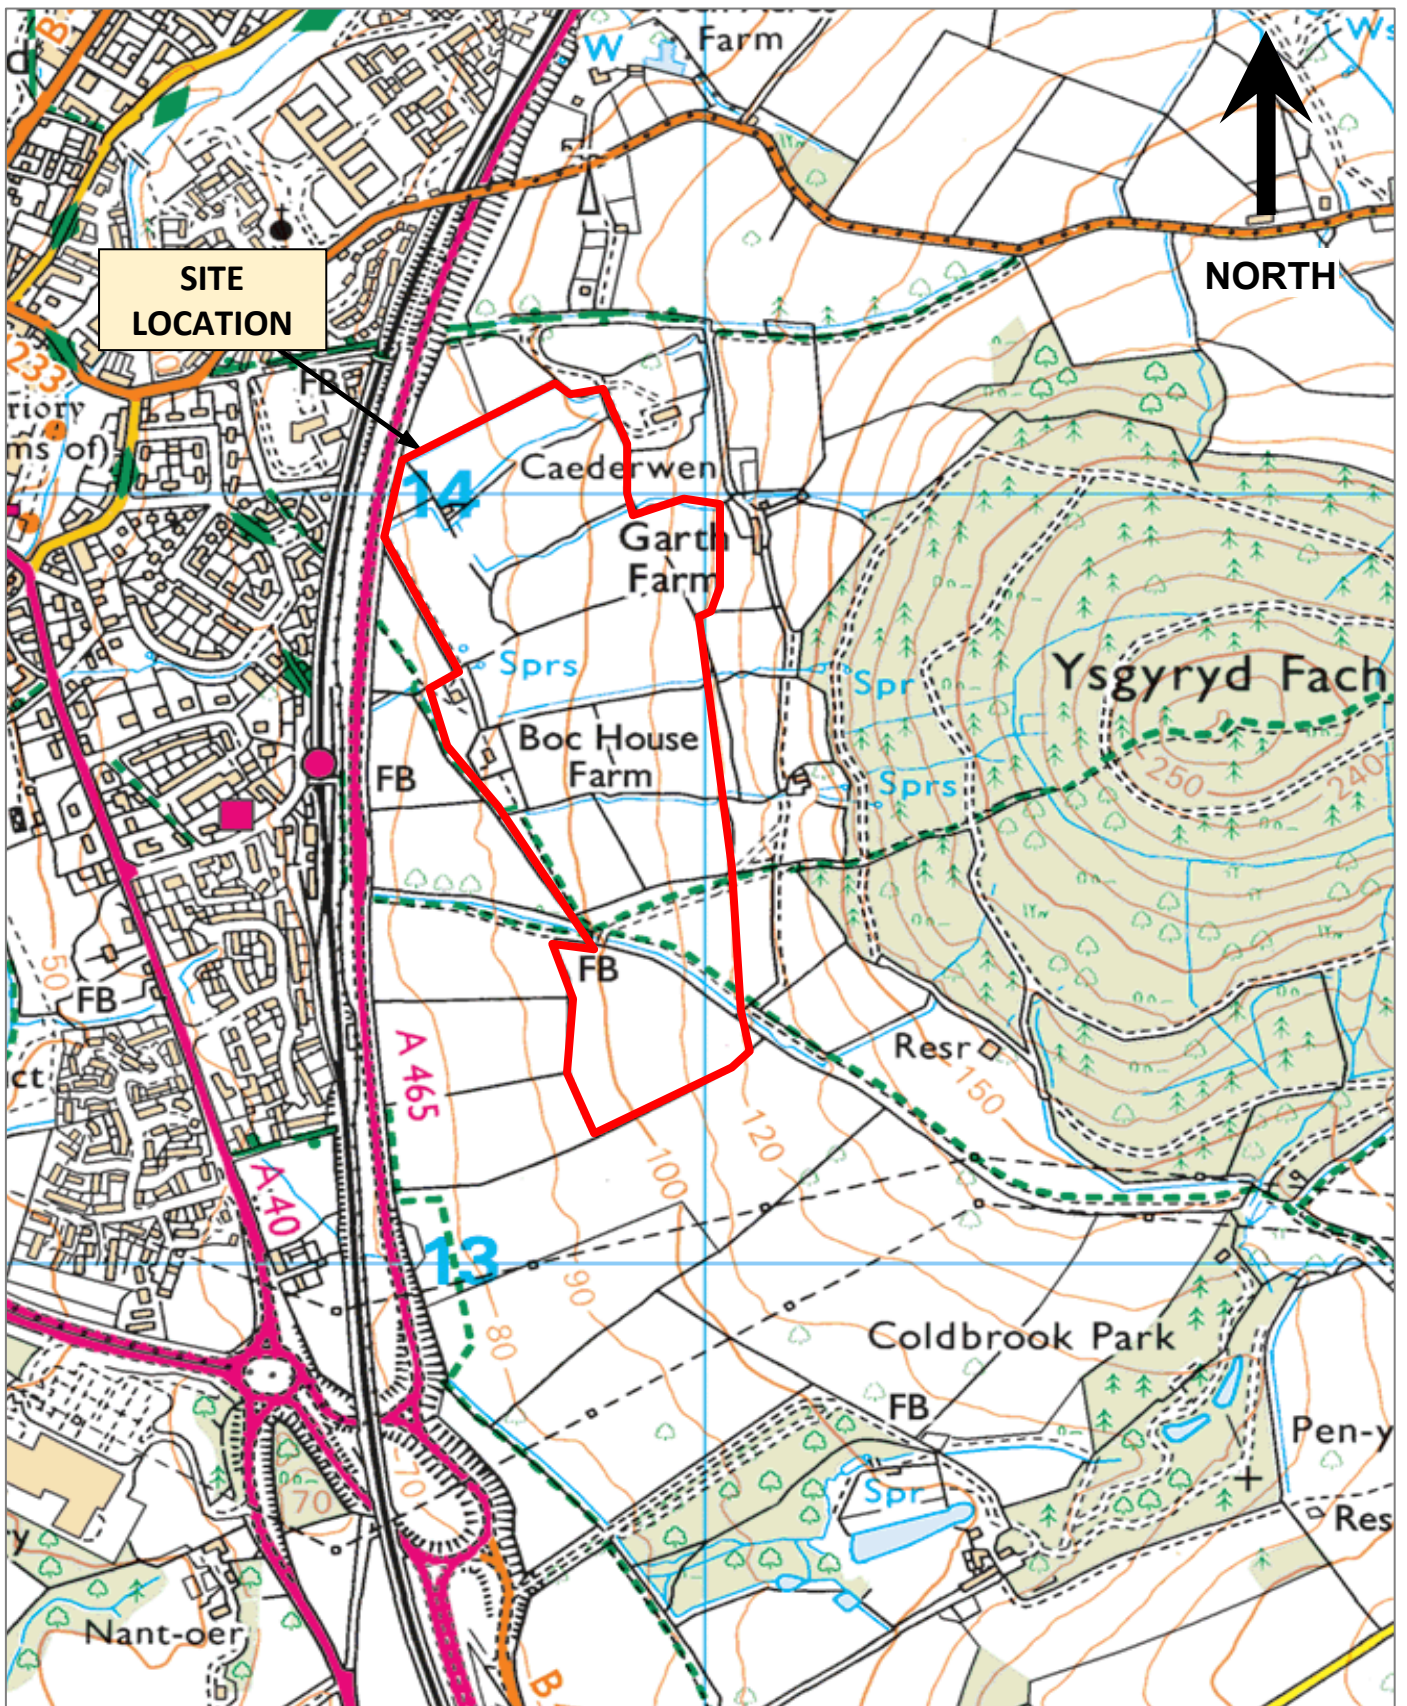 Farm
W
Ws
d
B
SITE
LOCATION
NORTH
233
FB
riory
ms of)
14
Caederwen
Garth
Farm
Sprs
Spr
Ysgyryd Fach
Boc House
Farm
FB
Sprs
250
240
50
FB
FB
ct
A 465
Resr
150
120
100
A 40
13
90
80
Coldbrook Park
FB
Pen-y
70
70
Spr
Res
y
Nant-oer
B